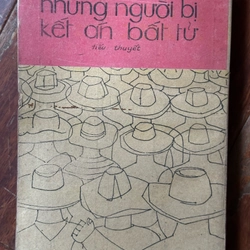 những người bị
kết án bất tử
tiểu thuyết